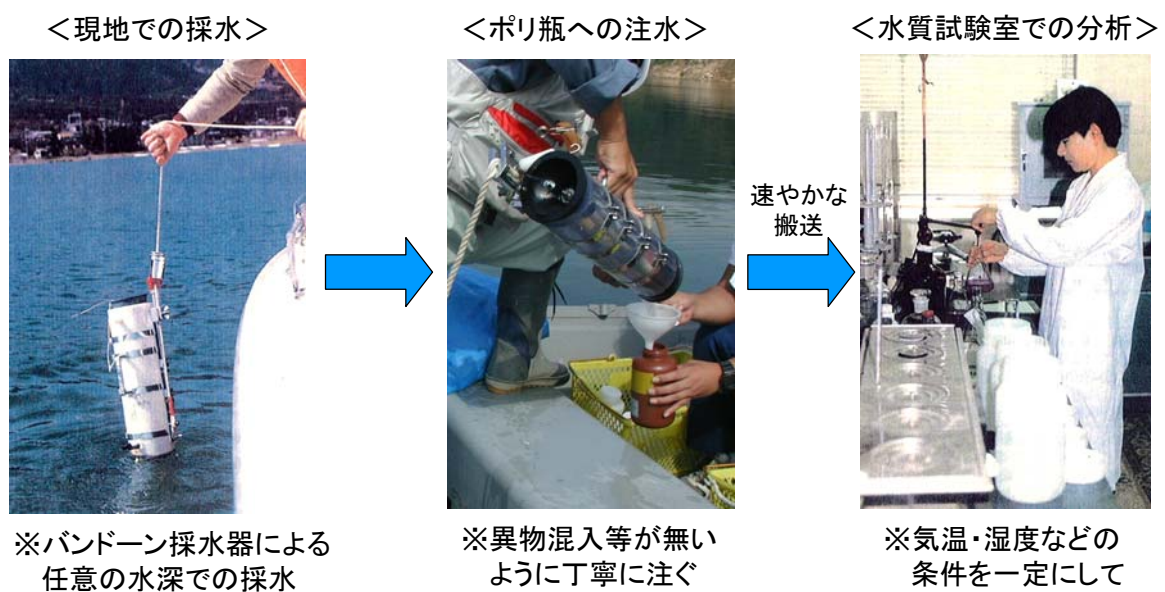 ＜現地での採水＞
＜ポリ瓶への注水＞
＜水質試験室での分析＞
速やかな
搬送
※バンドーン採水器による
任意の水深での採水
※異物混入等が無い
ように丁寧に注ぐ
※気温・湿度などの
条件を一定にして